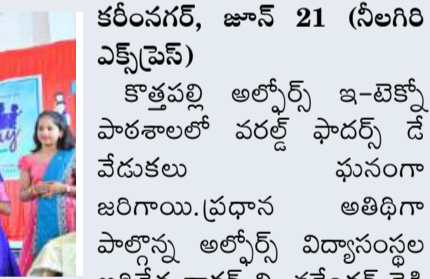 కరీంనగర్, జూన్ 21 (నీలగిరి
ఎక్స్‌ప్రెస్)
కొత్తపల్లి అల్ఫోర్స్ ఇ-టెక్నో
పాఠశాలలో వరల్డ్ ఫాదర్స్ డే
వేడుకలు ఘనంగా
జరిగాయి.ప్రధాన అతిథిగా
పాల్గొన్న అల్ఫోర్స్ విద్యాసంస్థల